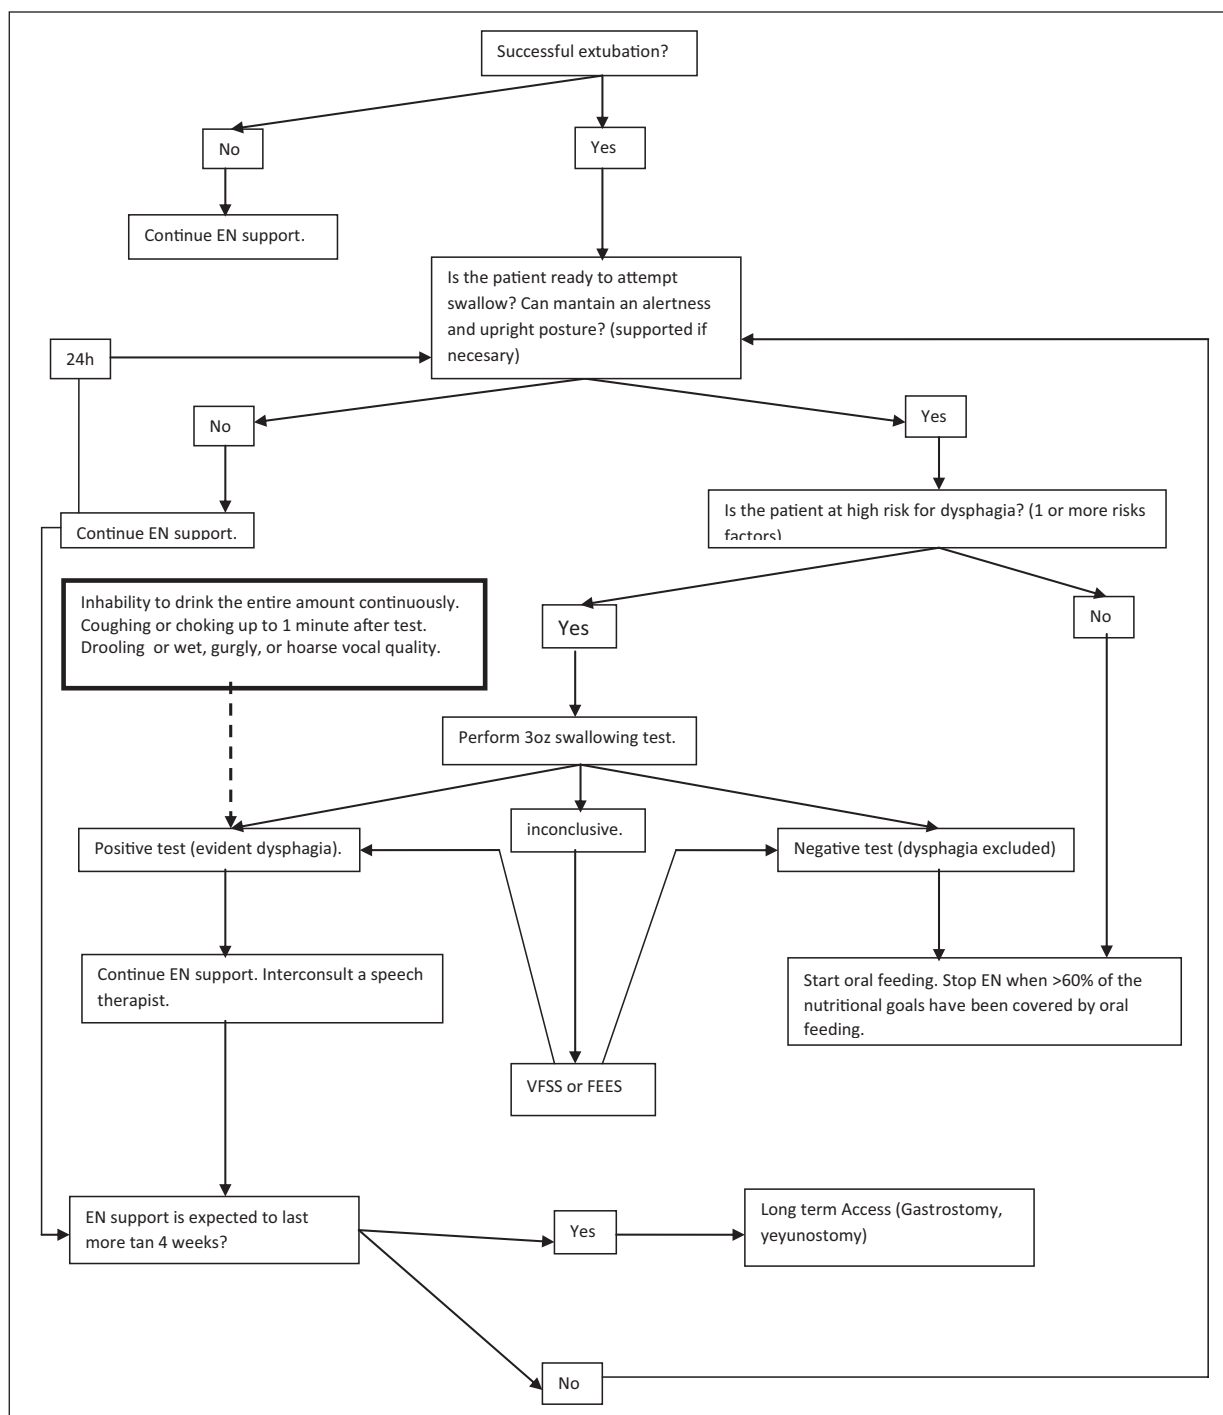 Successful extubation?
No
Yes
Continue EN support.
Is the patient ready to attempt
swallow? Can mantain an alertness
and upright posture? (supported if
necesary)
24h
No
Yes
Continue EN support.
Is the patient at high risk for dysphagia? (1 or more risks
factors)
Inhability to drink the entire amount continuously.
Coughing or choking up to 1 minute after test.
Drooling or wet, gurgly, or hoarse vocal quality.
Yes
No
Perform 3oz swallowing test.
Positive test (evident dysphagia).
inconclusive.
Negative test (dysphagia excluded)
Continue EN support. Interconsult a speech
therapist.
Start oral feeding. Stop EN when >60% of the
nutritional goals have been covered by oral
feeding.
VFSS or FEES
EN support is expected to last
more tan 4 weeks?
Yes
Long term Access (Gastrostomy,
yeyunostomy)
No